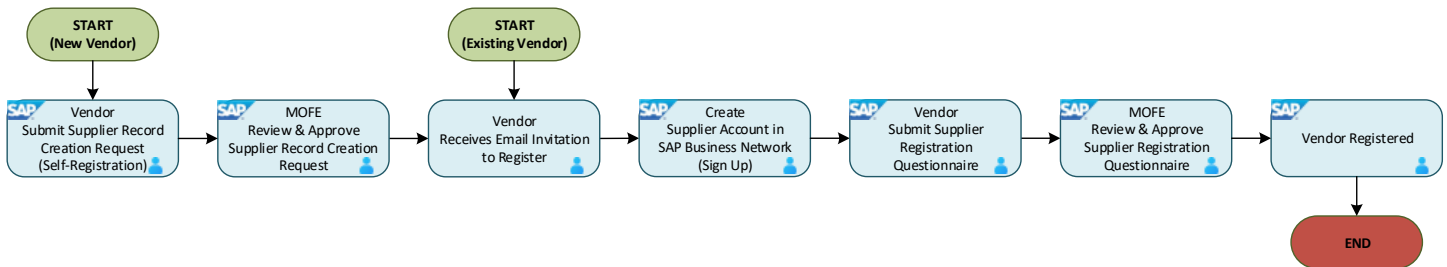 START
(New Vendor)
START
(Existing Vendor)
SAP
Vendor
Submit Supplier Record
Creation Request
(Self-Registration)
SAP
MOFE
Review & Approve
Supplier Record Creation
Request
Vendor
Receives Email Invitation
to Register
SAP
Create
Supplier Account in
SAP Business Network
(Sign Up)
SAP
Vendor
Submit Supplier
Registration
Questionnaire
SAP
MOFE
Review & Approve
Supplier Registration
Questionnaire
SAP
Vendor Registered
END